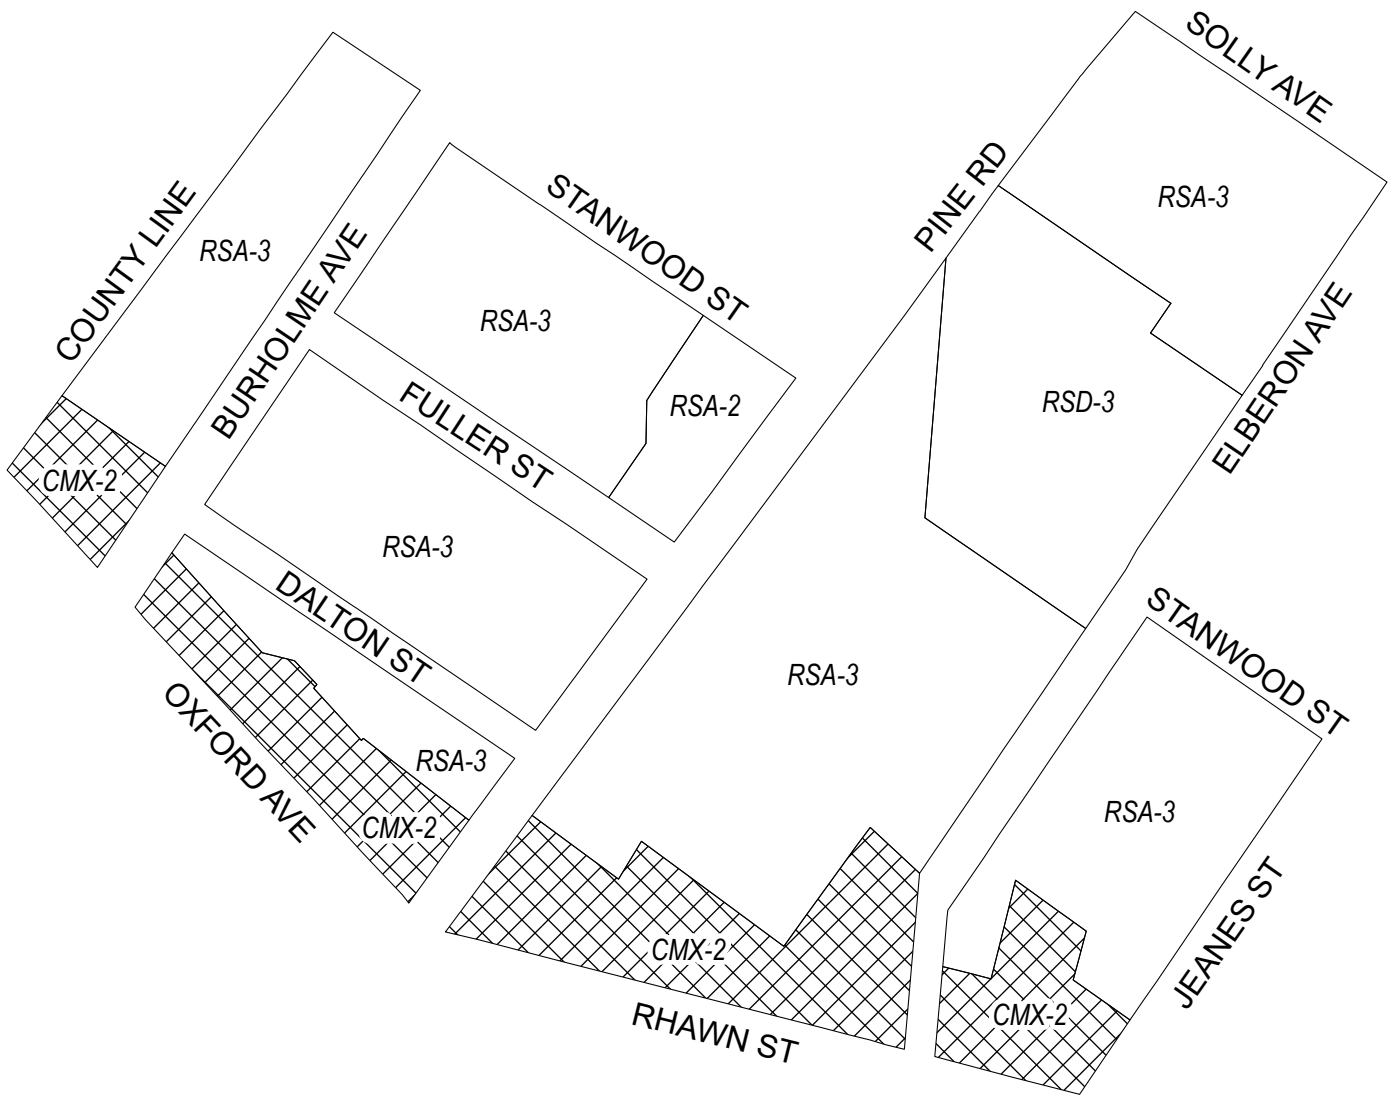 SOLLY AVE
PINE RD
RSA-3
COUNTY LINE
RSA-3
STANWOOD ST
BURHOLME AVE
RSA-3
ELBERON AVE
FULLER ST
RSA-2
RSD-3
CMX-2
RSA-3
DALTON ST
STANWOOD ST
RSA-3
OXFORD AVE
RSA-3
CMX-2
RSA-3
JEANES ST
CMX-2
CMX-2
RHAWN ST